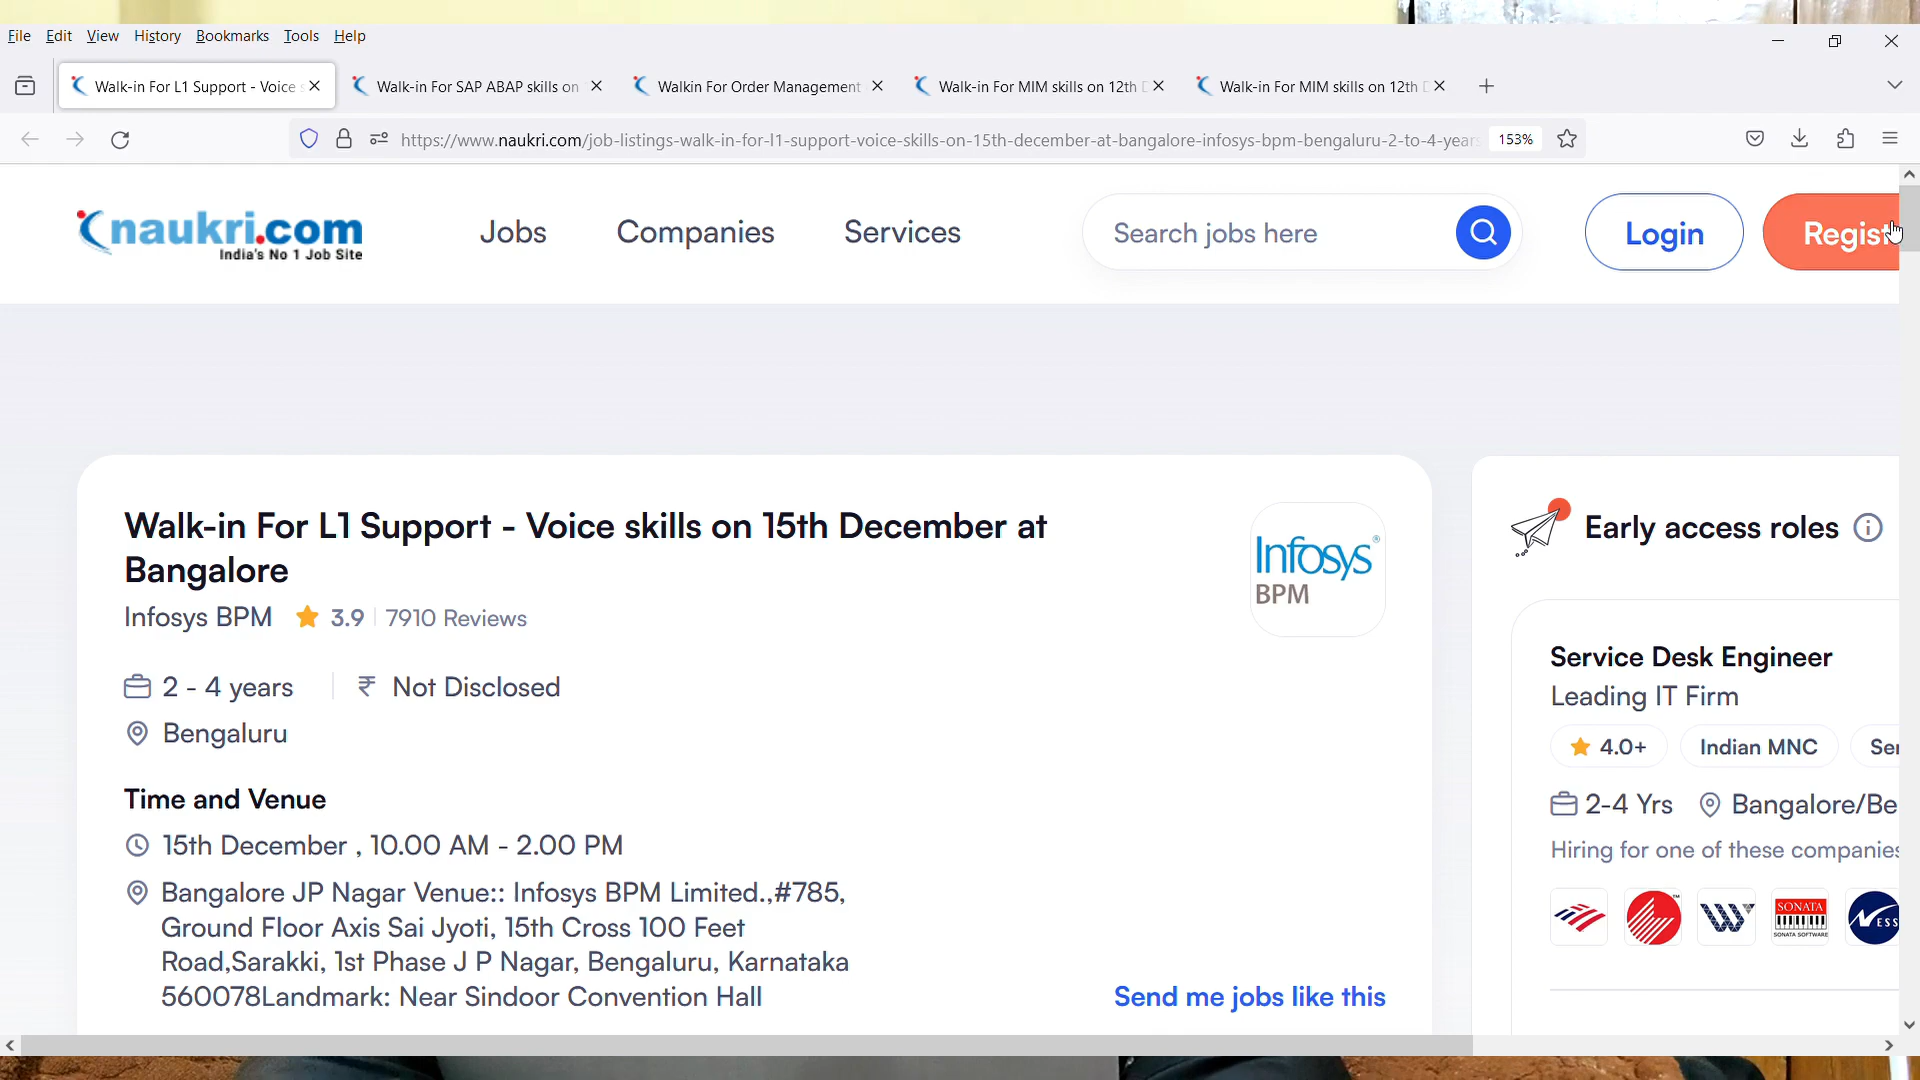 File Edit View History Bookmarks Tools Help
Walk-in For L1 Support - Voice s
Walk-in For SAP ABAP skills on
Walkin For Order Management
Walk-in For MIM skills on 12th D
Walk-in For MIM skills on 12th D
https://www.naukri.com/job-listings-walk-in-for-l1-support-voice-skills-on-15th-december-at-bangalore-infosys-bpm-bengaluru-2-to-4-years 153%
naukri.com
India's No 1 Job Site
Jobs Companies Services Search jobs here Login Regist
Walk-in For L1 Support - Voice skills on 15th December at
Bangalore
Infosys BPM 3.9 7910 Reviews
Infosys®
BPM
2 - 4 years ₹ Not Disclosed
Bengaluru
Time and Venue
15th December , 10.00 AM - 2.00 PM
Bangalore JP Nagar Venue:: Infosys BPM Limited.,#785,
Ground Floor Axis Sai Jyoti, 15th Cross 100 Feet
Road,Sarakki, 1st Phase J P Nagar, Bengaluru, Karnataka
560078Landmark: Near Sindoor Convention Hall
Send me jobs like this
Early access roles
Service Desk Engineer
Leading IT Firm
4.0+ Indian MNC Ser
2-4 Yrs Bangalore/Be
Hiring for one of these companies
SONATA
SONATA SOFTWARE
NESS